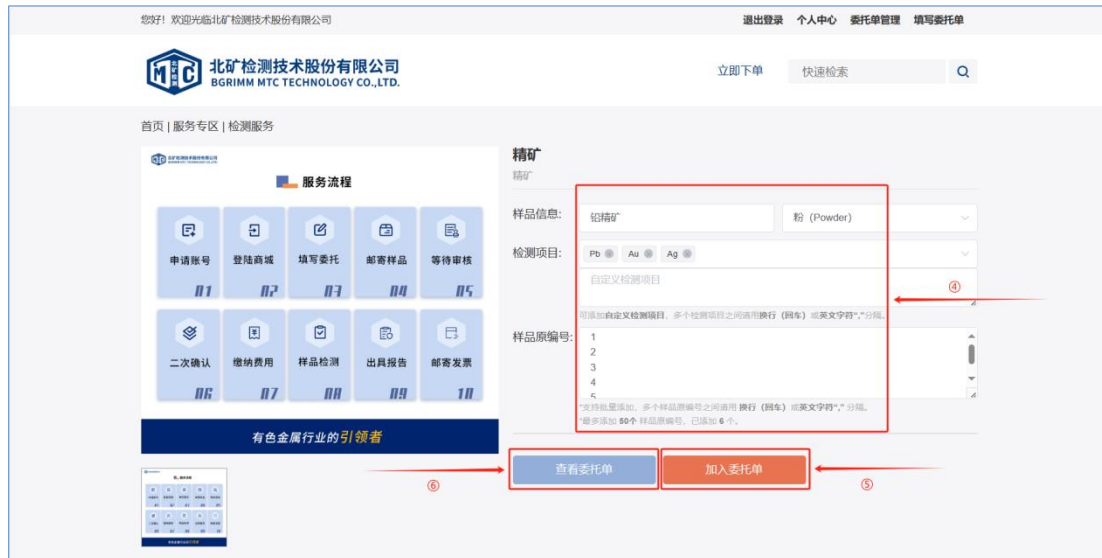 您好！欢迎光临北矿检测技术股份有限公司
退出登录 个人中心 委托单管理 填写委托单
北矿检测技术股份有限公司
BGRIMM MTC TECHNOLOGY CO.,LTD.
立即下单 快速检索
首页 | 服务专区 | 检测服务
服务流程
申请账号 登陆商城 填写委托 邮寄样品 等待审核
01 02 03 04 05
二次确认 缴纳费用 样品检测 出具报告 邮寄发票
06 07 08 09 10
有色金属行业的引领者
精矿
精矿
样品信息: 铅精矿 粉（Powder）
检测项目: Pb Au Ag
自定义检测项目
④
可添加自定义检测项目，多个检测项目之间请用换行（回车）或英文字符","分隔。
样品原编号: 1
2
3
4
5
*支持批量添加，多个样品原编号之间请用 换行（回车）或英文字符"," 分隔。
*最多添加 50个 样品原编号，已添加 6 个。
查看委托单 加入委托单
⑥ ⑤